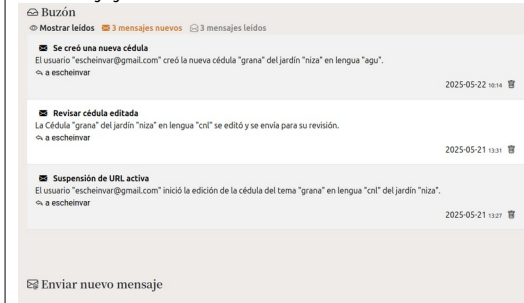 Buzón
Mostrar leídos 3 mensajes nuevos 3 mensajes leídos
Se creó una nueva cédula
El usuario "escheinvar@gmail.com" creó la nueva cédula "grana" del jardín "niza" en lengua "agu".
a escheinvar
2025-05-22 10:14
Revisar cédula editada
La Cédula "grana" del jardín "niza" en lengua "cnl" se editó y se envía para su revisión.
a escheinvar
2025-05-21 13:31
Suspensión de URL activa
El usuario "escheinvar@gmail.com" inició la edición de la cédula del tema "grana" en lengua "cnl" del jardín "niza".
a escheinvar
2025-05-21 13:27
Enviar nuevo mensaje